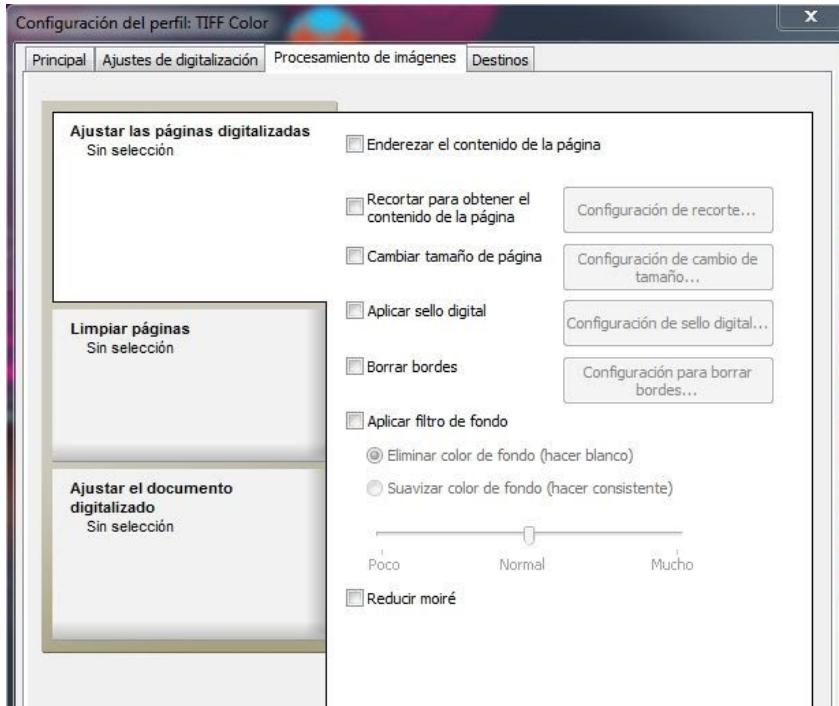 Configuración del perfil: TIFF Color
x
Principal Ajustes de digitalización Procesamiento de imágenes Destinos
Ajustar las páginas digitalizadas
Sin selección
Limpiar páginas
Sin selección
Ajustar el documento
digitalizado
Sin selección
Enderezar el contenido de la página
Recortar para obtener el
contenido de la página
Configuración de recorte...
Cambiar tamaño de página
Configuración de cambio de
tamaño...
Aplicar sello digital
Configuración de sello digital...
Borrar bordes
Configuración para borrar
bordes...
Aplicar filtro de fondo
Eliminar color de fondo (hacer blanco)
Suavizar color de fondo (hacer consistente)
Poco Normal Mucho
Reducir moiré